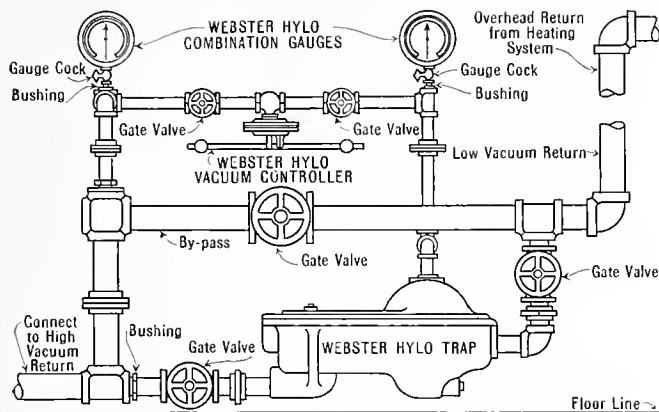 WEBSTER HYLO
COMBINATION GAUGES
Overhead Return
from Heating
System
Gauge Cock
Bushing
Gauge Cock
Bushing
Gate Valve
Gate Valve
WEBSTER HYLO
VACUUM CONTROLLER
Low Vacuum Return
By-pass
Gate Valve
Gate Valve
Connect
to High
Vacuum
Return
Bushing
Gate Valve
WEBSTER HYLO TRAP
Floor Line